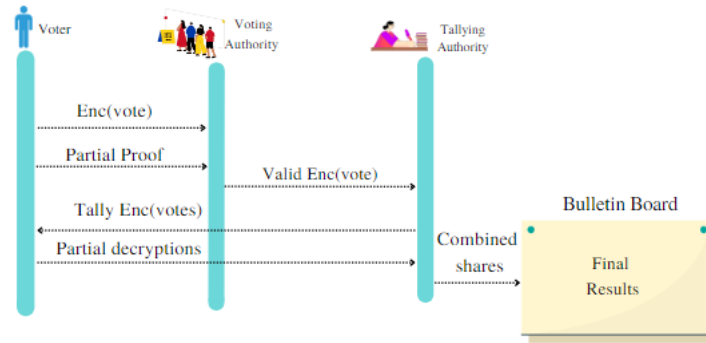 Voter
Voting
Authority
Tallying
Authority
Enc(vote)
Partial Proof
Valid Enc(vote)
Tally Enc(votes)
Partial decryptions
Combined
shares
Bulletin Board
Final
Results